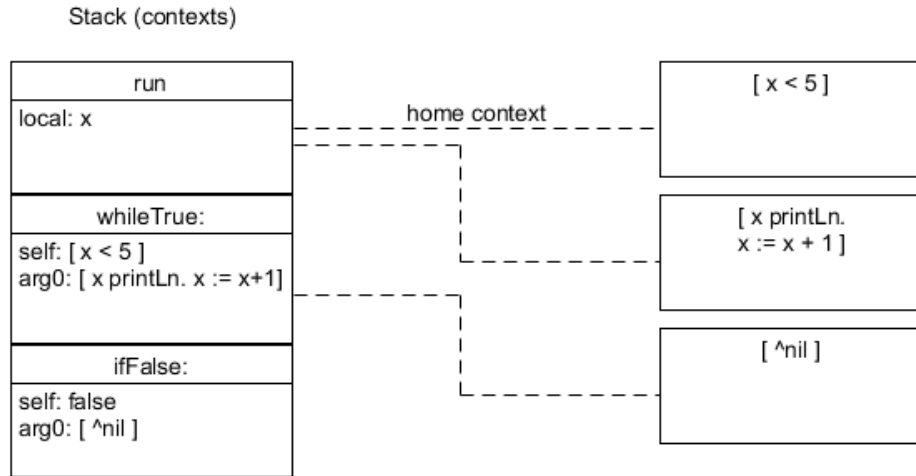 Stack (contexts)
run
local: x
whileTrue:
self: [ x < 5 ]
arg0: [ x printLn. x := x+1]
ifFalse:
self: false
arg0: [ ^nil ]
home context
[ x < 5 ]
[ x printLn.
x := x + 1 ]
[ ^nil ]